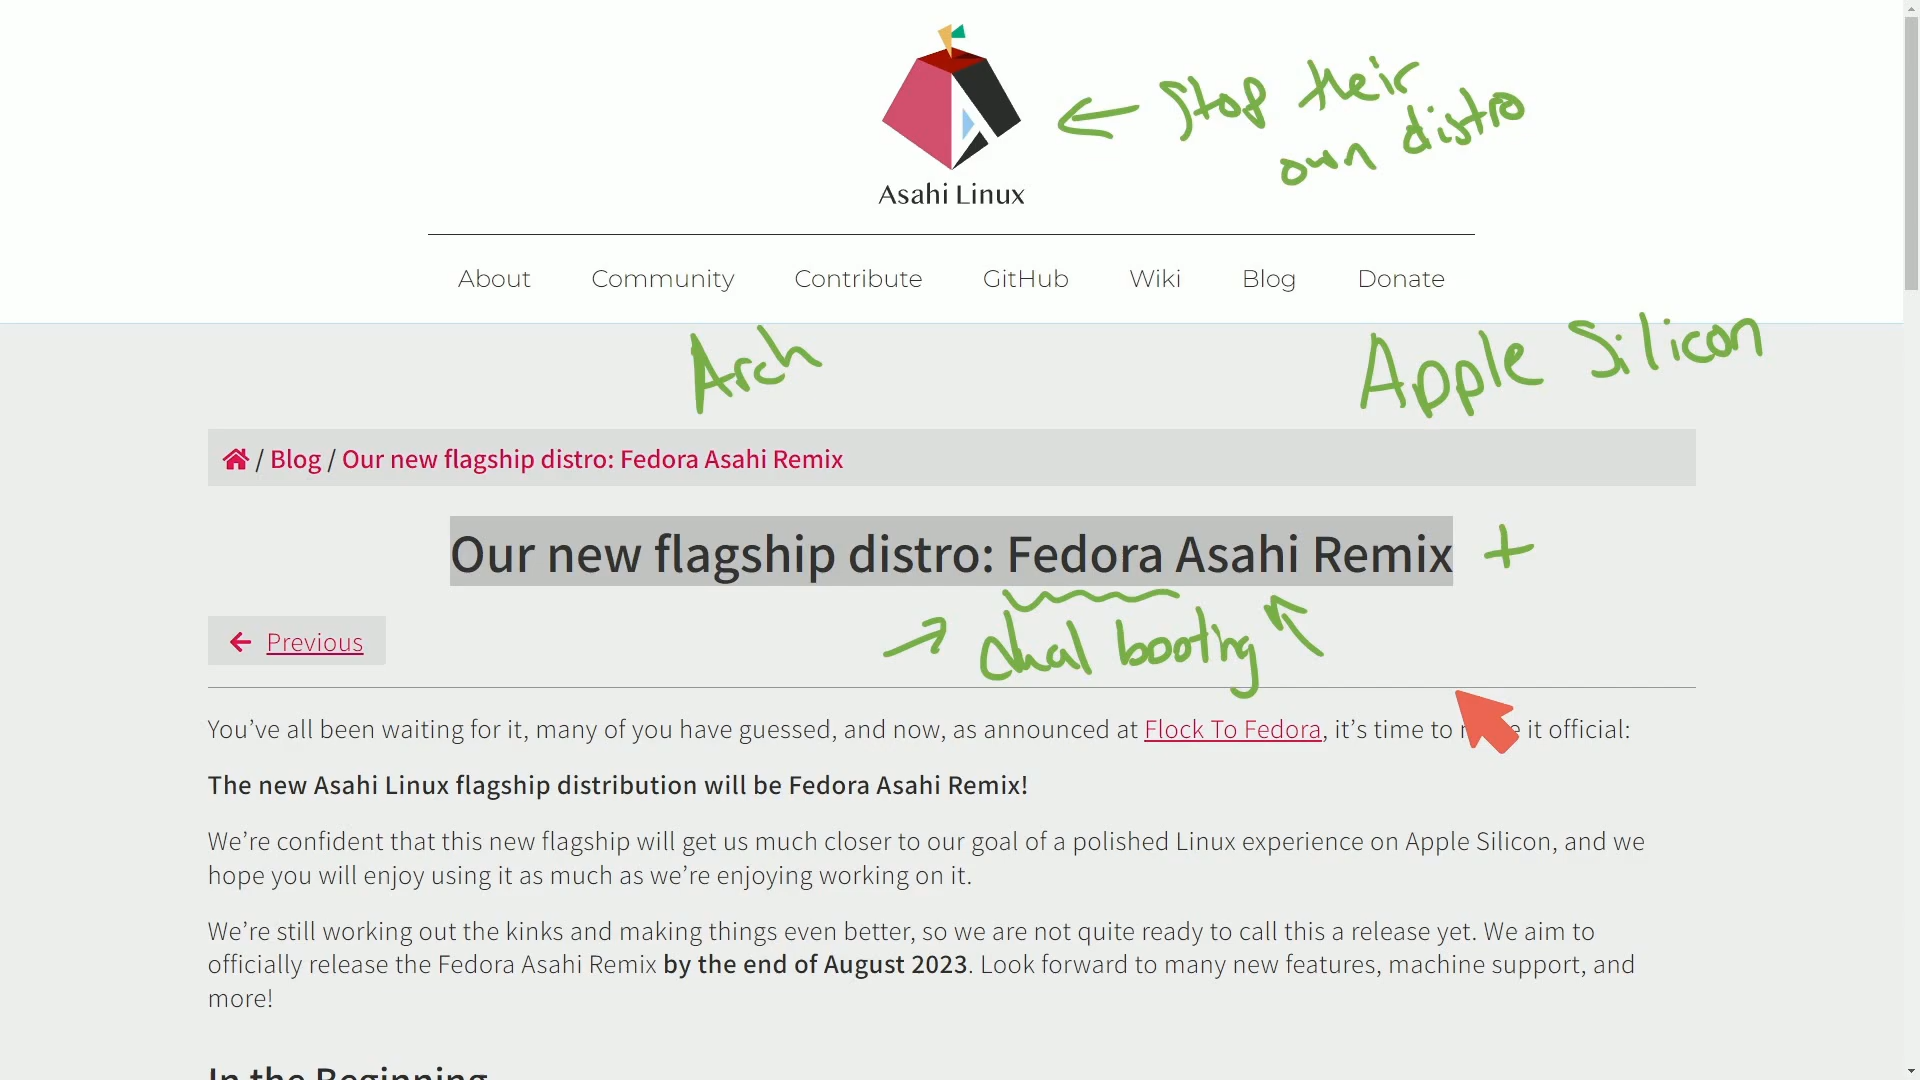 Asahi Linux
Stop their
own distro
About Community Contribute GitHub Wiki Blog Donate
Arch
Apple Silicon
/ Blog / Our new flagship distro: Fedora Asahi Remix
Our new flagship distro: Fedora Asahi Remix +
Previous
dual booting
You’ve all been waiting for it, many of you have guessed, and now, as announced at Flock To Fedora, it’s time to it official:
The new Asahi Linux flagship distribution will be Fedora Asahi Remix!
We’re confident that this new flagship will get us much closer to our goal of a polished Linux experience on Apple Silicon, and we
hope you will enjoy using it as much as we’re enjoying working on it.
We’re still working out the kinks and making things even better, so we are not quite ready to call this a release yet. We aim to
officially release the Fedora Asahi Remix by the end of August 2023. Look forward to many new features, machine support, and
more!
In the Beginning